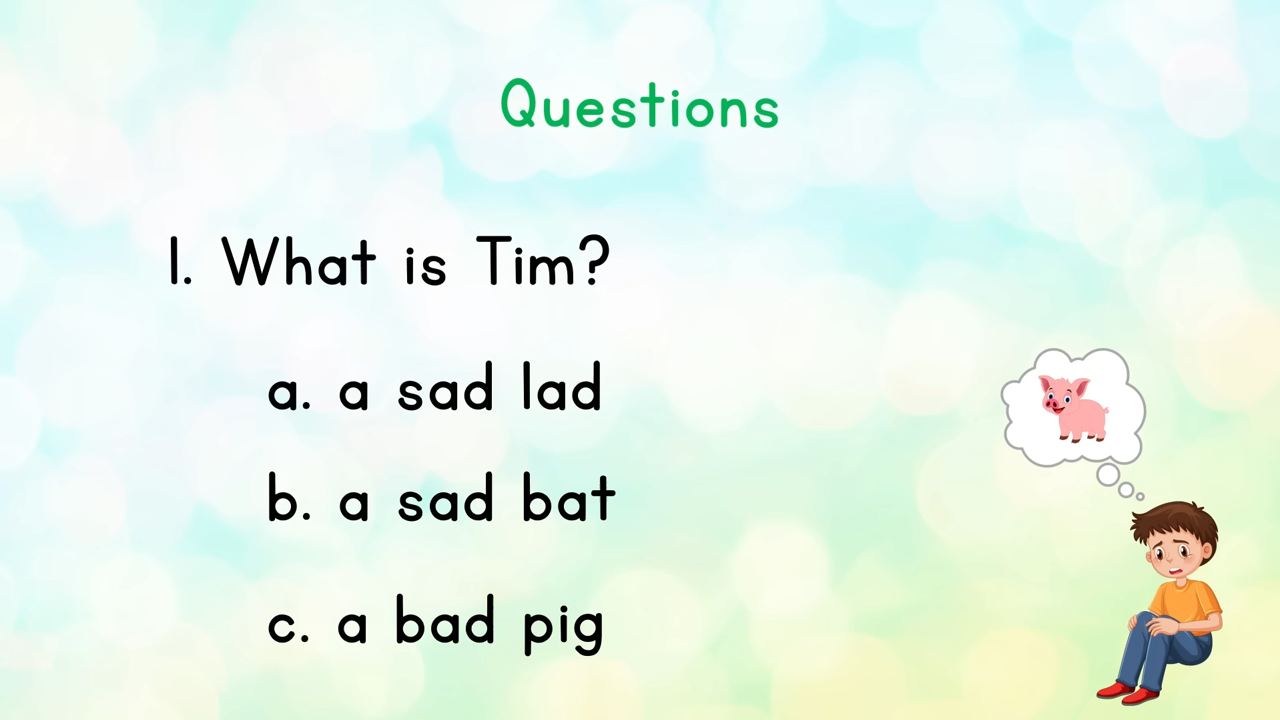 Questions
1. What is Tim?
a. a sad lad
b. a sad bat
c. a bad pig